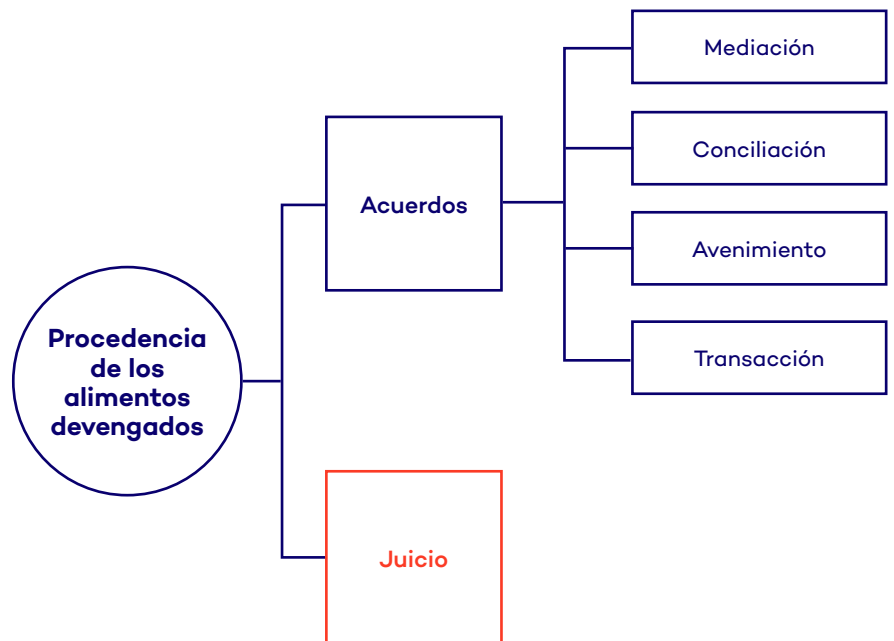 Procedencia
de los
alimentos
devengados
Acuerdos
Mediación
Conciliación
Avenimiento
Transacción
Juicio